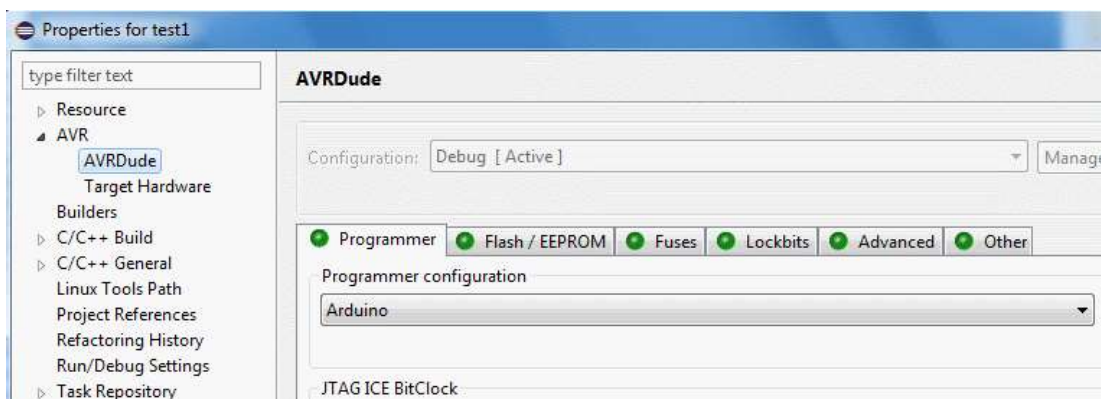 Properties for test1
type filter text
Resource
AVR
AVRDude
Target Hardware
Builders
C/C++ Build
C/C++ General
Linux Tools Path
Project References
Refactoring History
Run/Debug Settings
Task Repository
AVRDude
Configuration: Debug [ Active ] Manage
Programmer Flash / EEPROM Fuses Lockbits Advanced Other
Programmer configuration
Arduino
JTAG ICE BitClock